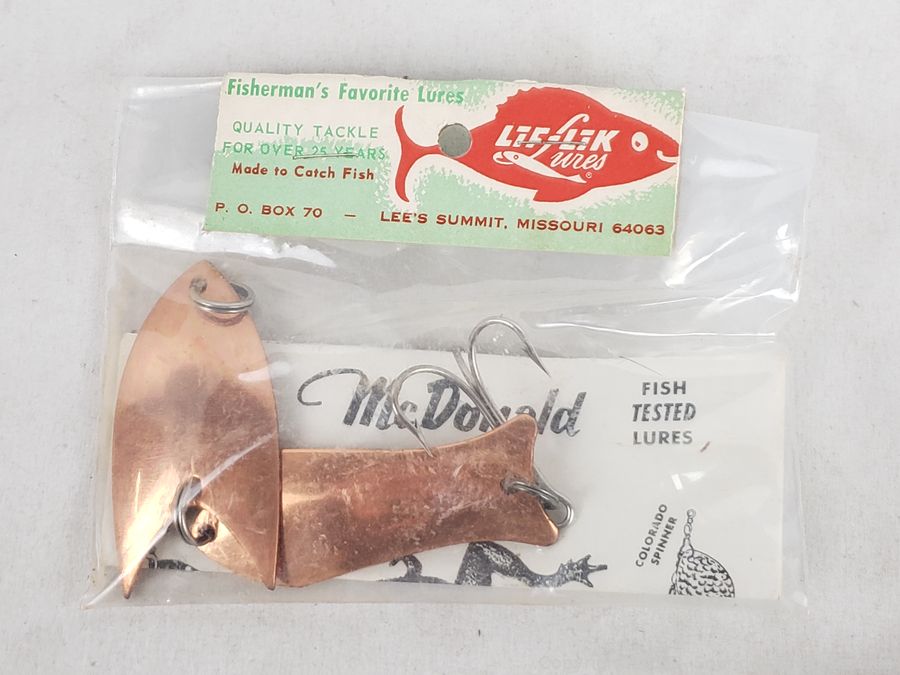 Fisherman's Favorite Lures
QUALITY TACKLE
FOR OVER 25 YEARS
Made to Catch Fish
LIF-LIK
Lures
®
P. O. BOX 70 — LEE'S SUMMIT, MISSOURI 64063
McDonald
FISH
TESTED
LURES
COLORADO
SPINNER